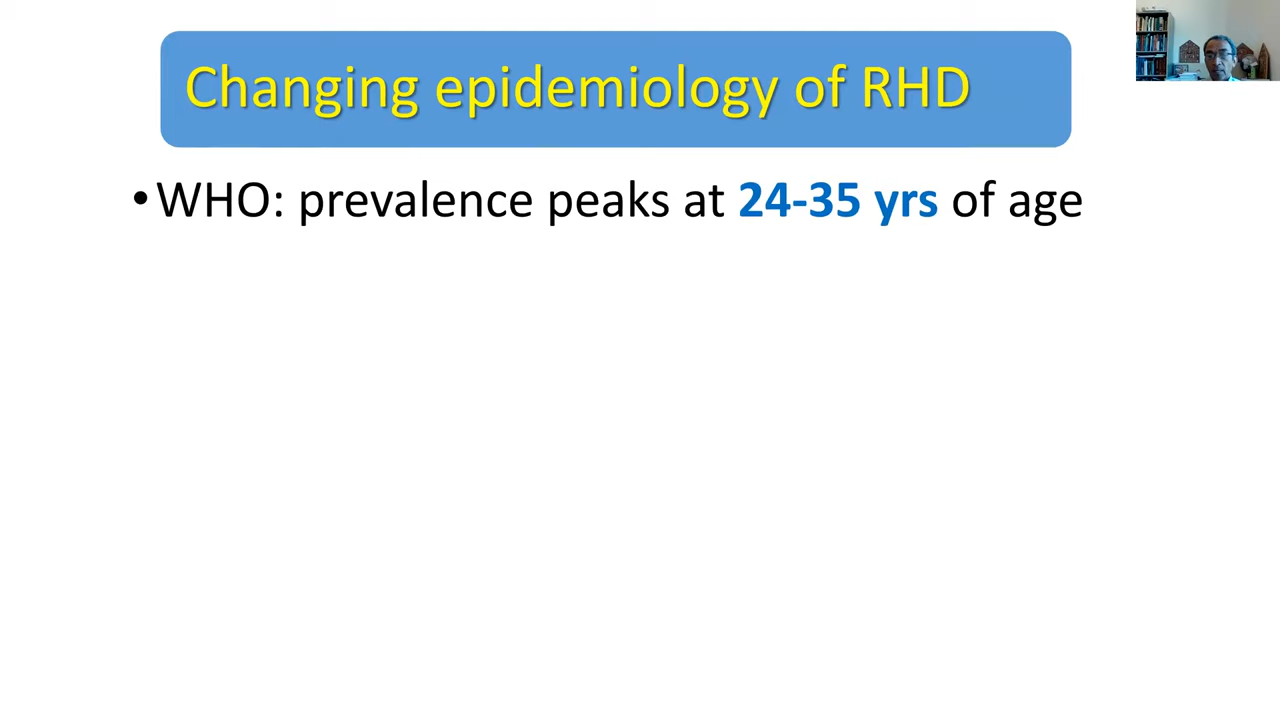 Changing epidemiology of RHD
•WHO: prevalence peaks at 24-35 yrs of age